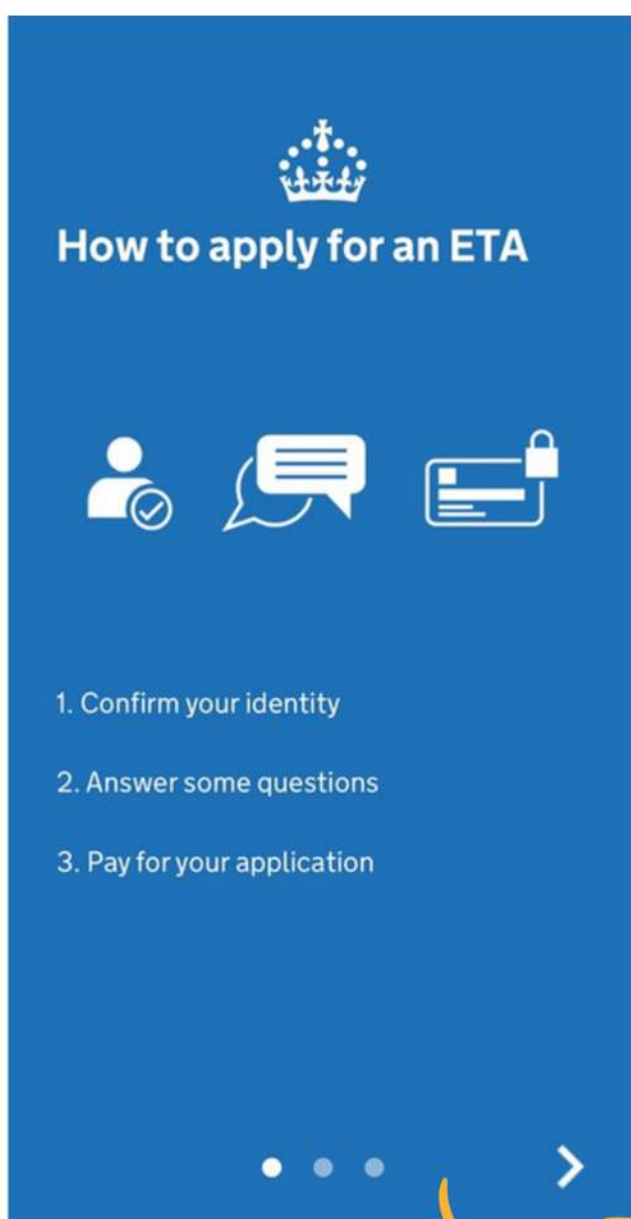 How to apply for an ETA
1. Confirm your identity
2. Answer some questions
3. Pay for your application